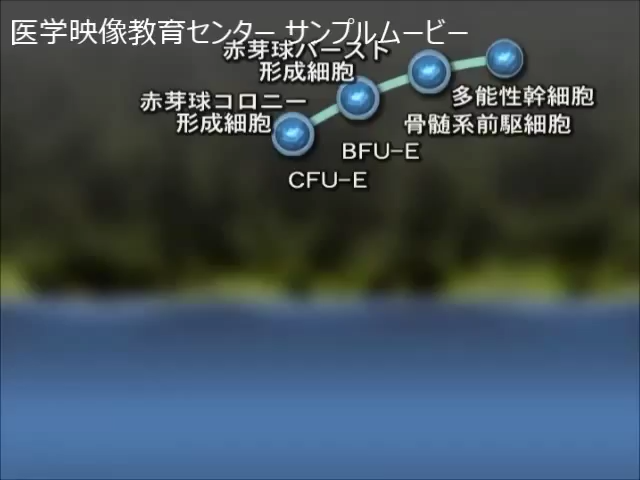 医学映像教育センター サンプルムービー
赤芽球バースト
形成細胞
赤芽球コロニー
形成細胞
多能性幹細胞
骨髄系前駆細胞
BFU-E
CFU-E